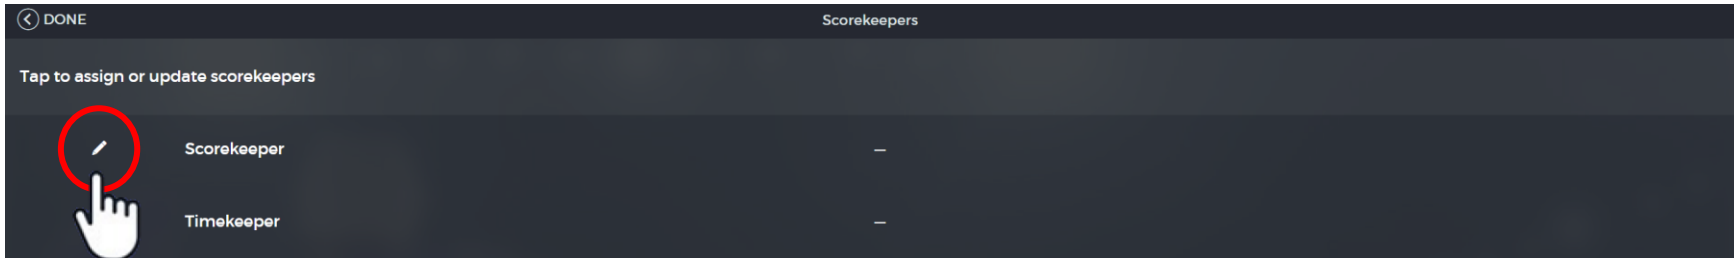 DONE
Scorekeepers
Tap to assign or update scorekeepers
Scorekeeper –
Timekeeper –